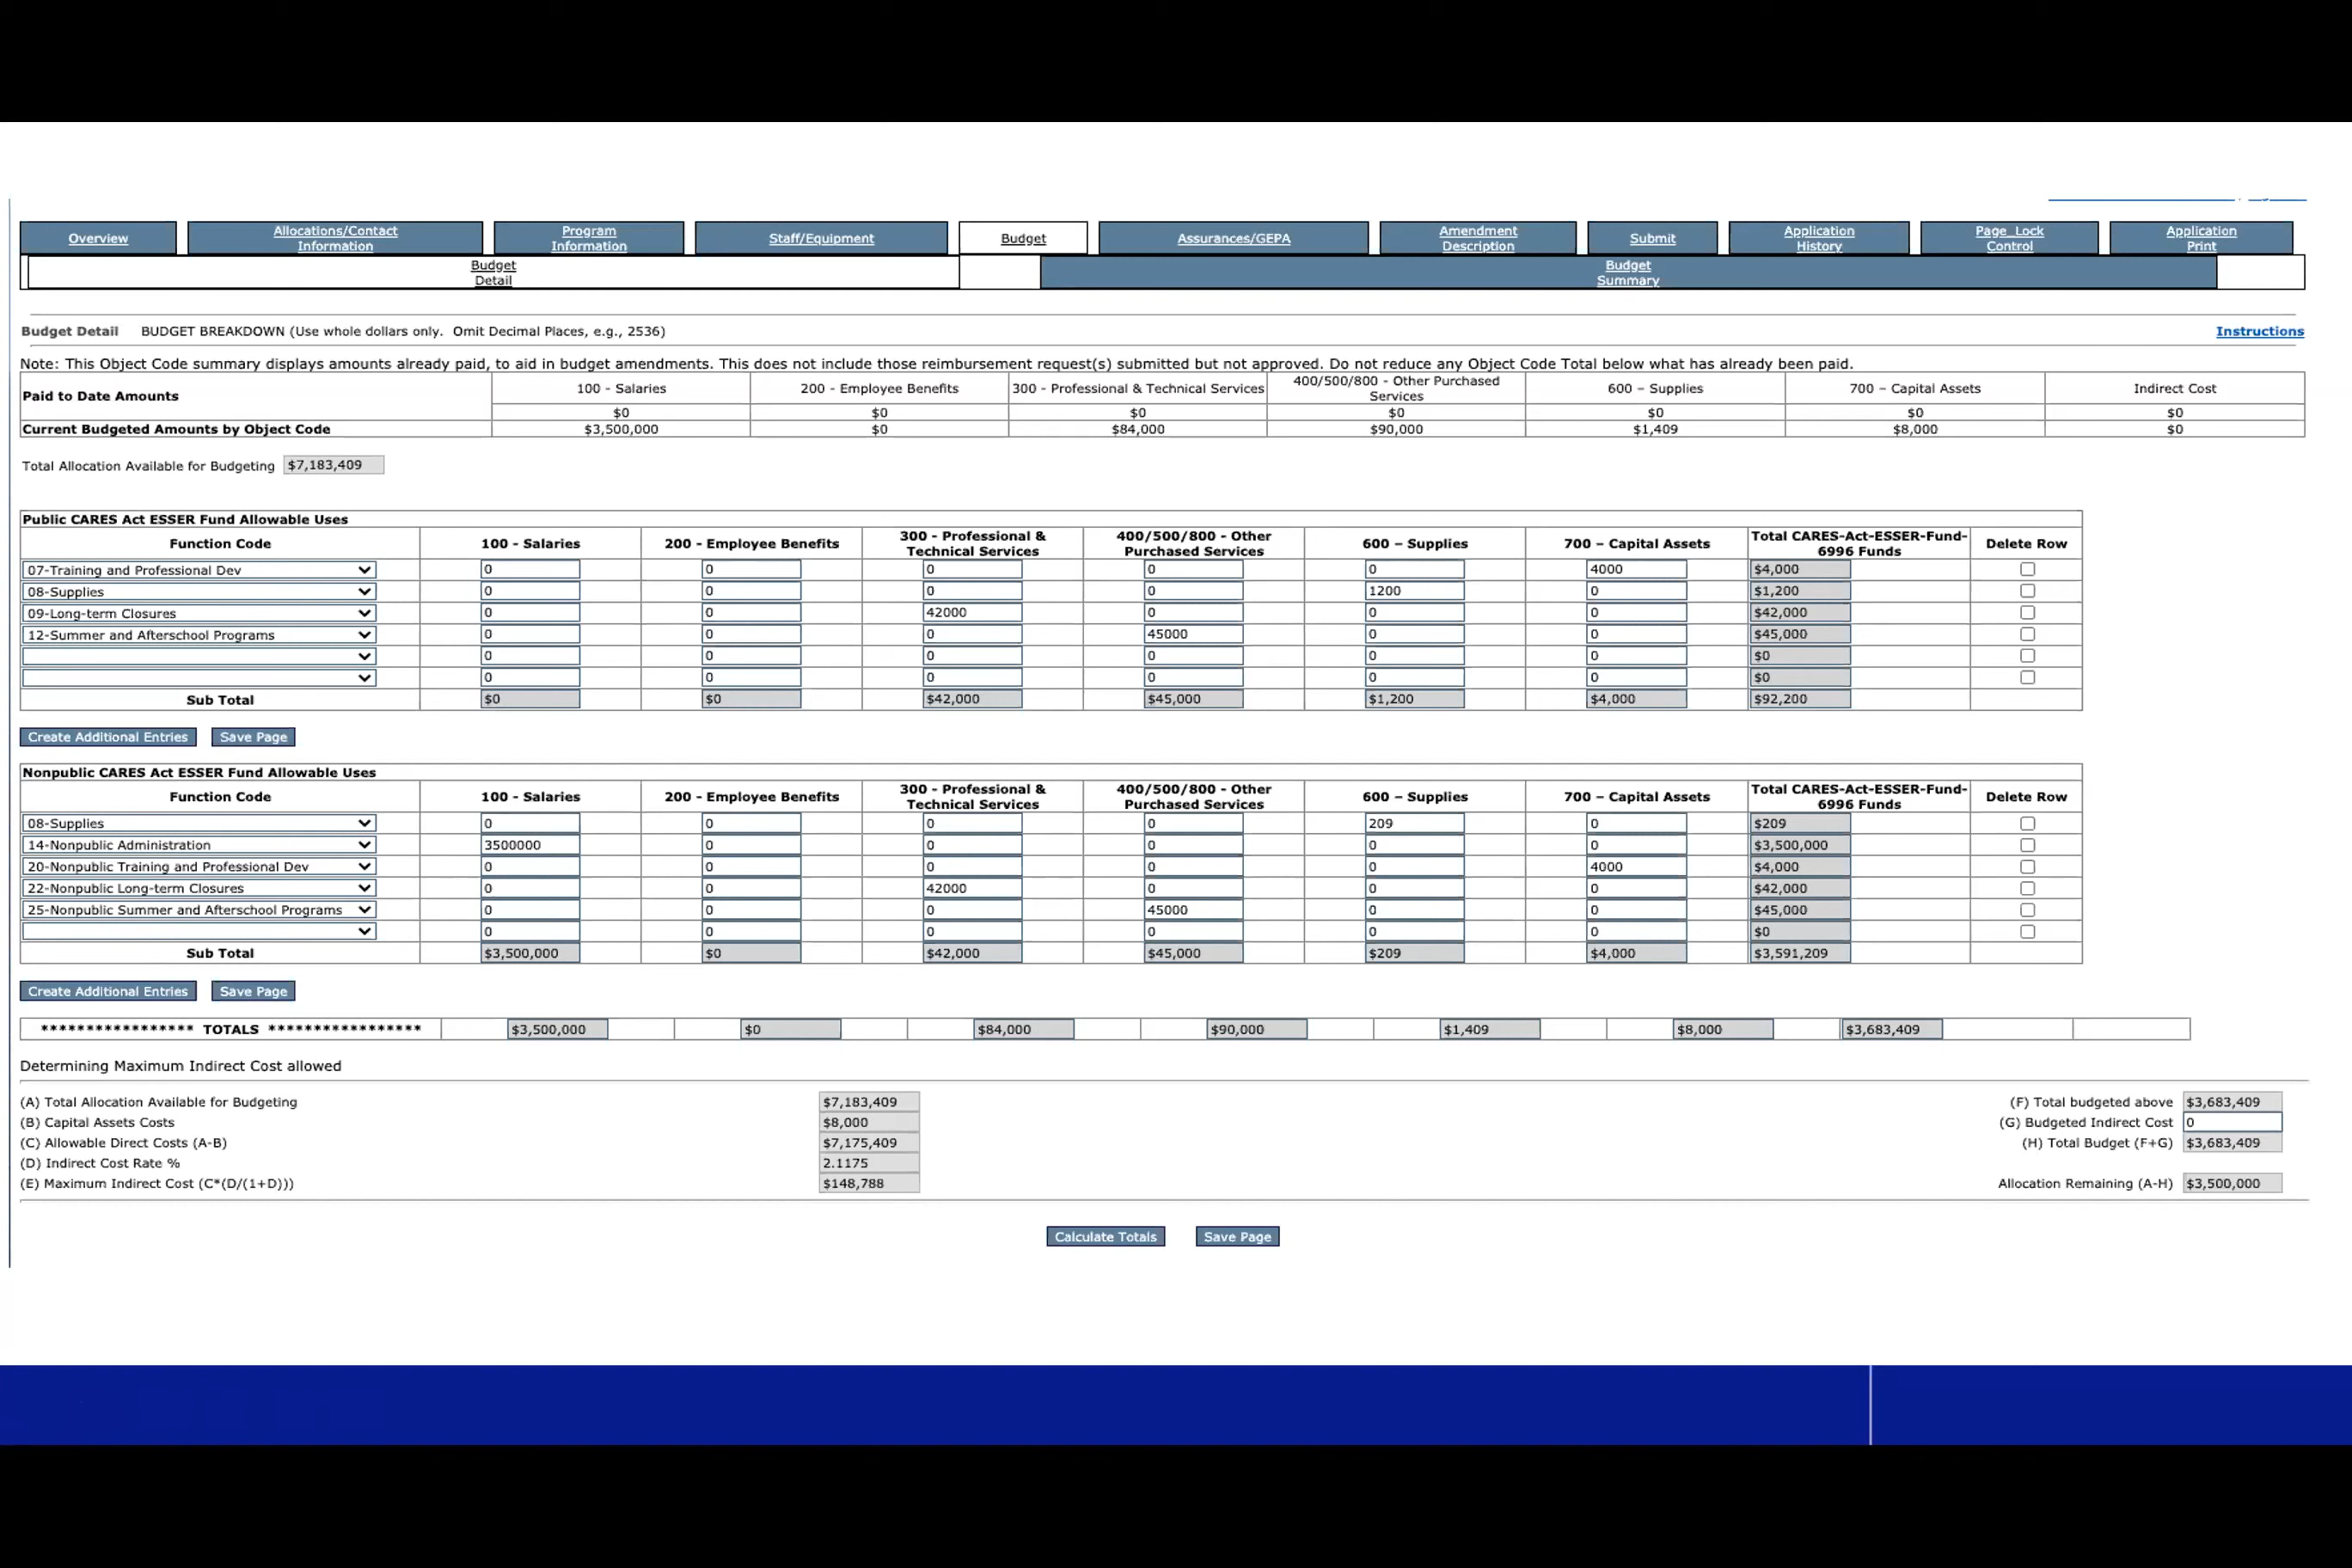 Overview Allocations/Contact Information Program Information Staff/Equipment Budget Assurances/GEPA Amendment Description Submit Application History Page_Lock Control Application Print
Budget Detail Budget Summary
Budget Detail BUDGET BREAKDOWN (Use whole dollars only. Omit Decimal Places, e.g., 2536) Instructions
Note: This Object Code summary displays amounts already paid, to aid in budget amendments. This does not include those reimbursement request(s) submitted but not approved. Do not reduce any Object Code Total below what has already been paid.
Paid to Date Amounts 100 - Salaries 200 - Employee Benefits 300 - Professional & Technical Services 400/500/800 - Other Purchased Services 600 – Supplies 700 – Capital Assets Indirect Cost
$0 $0 $0 $0 $0 $0 $0
Current Budgeted Amounts by Object Code $3,500,000 $0 $84,000 $90,000 $1,409 $8,000 $0
Total Allocation Available for Budgeting $7,183,409
Public CARES Act ESSER Fund Allowable Uses
Function Code 100 - Salaries 200 - Employee Benefits 300 - Professional & Technical Services 400/500/800 - Other Purchased Services 600 – Supplies 700 – Capital Assets Total CARES-Act-ESSER-Fund-6996 Funds Delete Row
07-Training and Professional Dev 0 0 0 0 0 4000 $4,000
08-Supplies 0 0 0 0 1200 0 $1,200
09-Long-term Closures 0 0 42000 0 0 0 $42,000
12-Summer and Afterschool Programs 0 0 0 45000 0 0 $45,000
0 0 0 0 0 0 $0
0 0 0 0 0 0 $0
Sub Total $0 $0 $42,000 $45,000 $1,200 $4,000 $92,200
Create Additional Entries Save Page
Nonpublic CARES Act ESSER Fund Allowable Uses
Function Code 100 - Salaries 200 - Employee Benefits 300 - Professional & Technical Services 400/500/800 - Other Purchased Services 600 – Supplies 700 – Capital Assets Total CARES-Act-ESSER-Fund-6996 Funds Delete Row
08-Supplies 0 0 0 0 209 0 $209
14-Nonpublic Administration 3500000 0 0 0 0 0 $3,500,000
20-Nonpublic Training and Professional Dev 0 0 0 0 0 4000 $4,000
22-Nonpublic Long-term Closures 0 0 42000 0 0 0 $42,000
25-Nonpublic Summer and Afterschool Programs 0 0 0 45000 0 0 $45,000
0 0 0 0 0 0 $0
Sub Total $3,500,000 $0 $42,000 $45,000 $209 $4,000 $3,591,209
Create Additional Entries Save Page
***************** TOTALS ***************** $3,500,000 $0 $84,000 $90,000 $1,409 $8,000 $3,683,409
Determining Maximum Indirect Cost allowed
(A) Total Allocation Available for Budgeting $7,183,409 (F) Total budgeted above $3,683,409
(B) Capital Assets Costs $8,000 (G) Budgeted Indirect Cost 0
(C) Allowable Direct Costs (A-B) $7,175,409 (H) Total Budget (F+G) $3,683,409
(D) Indirect Cost Rate % 2.1175
(E) Maximum Indirect Cost (C*(D/(1+D))) $148,788 Allocation Remaining (A-H) $3,500,000
Calculate Totals Save Page